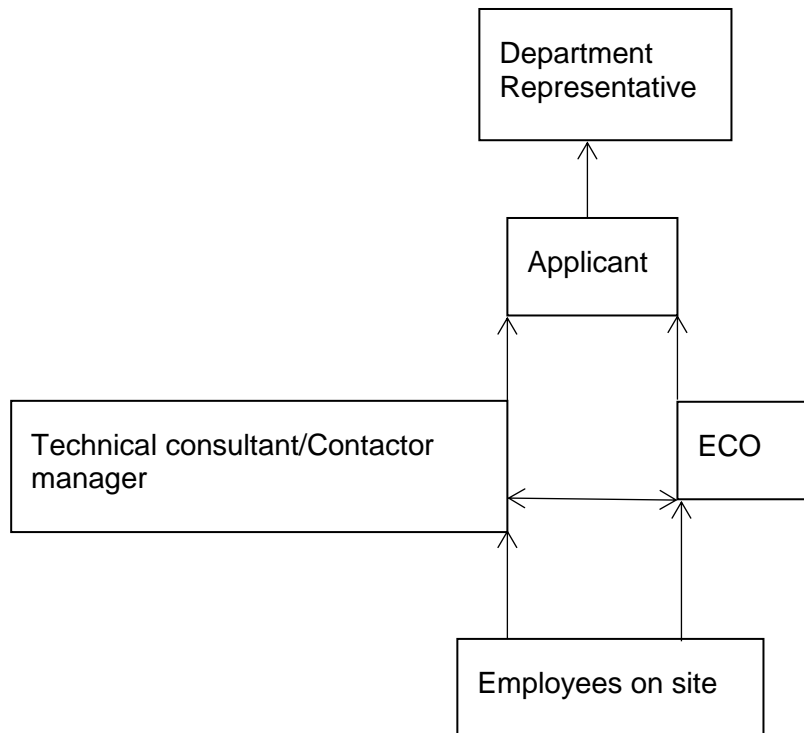 Department
Representative
Applicant
Technical consultant/Contactor
manager
ECO
Employees on site